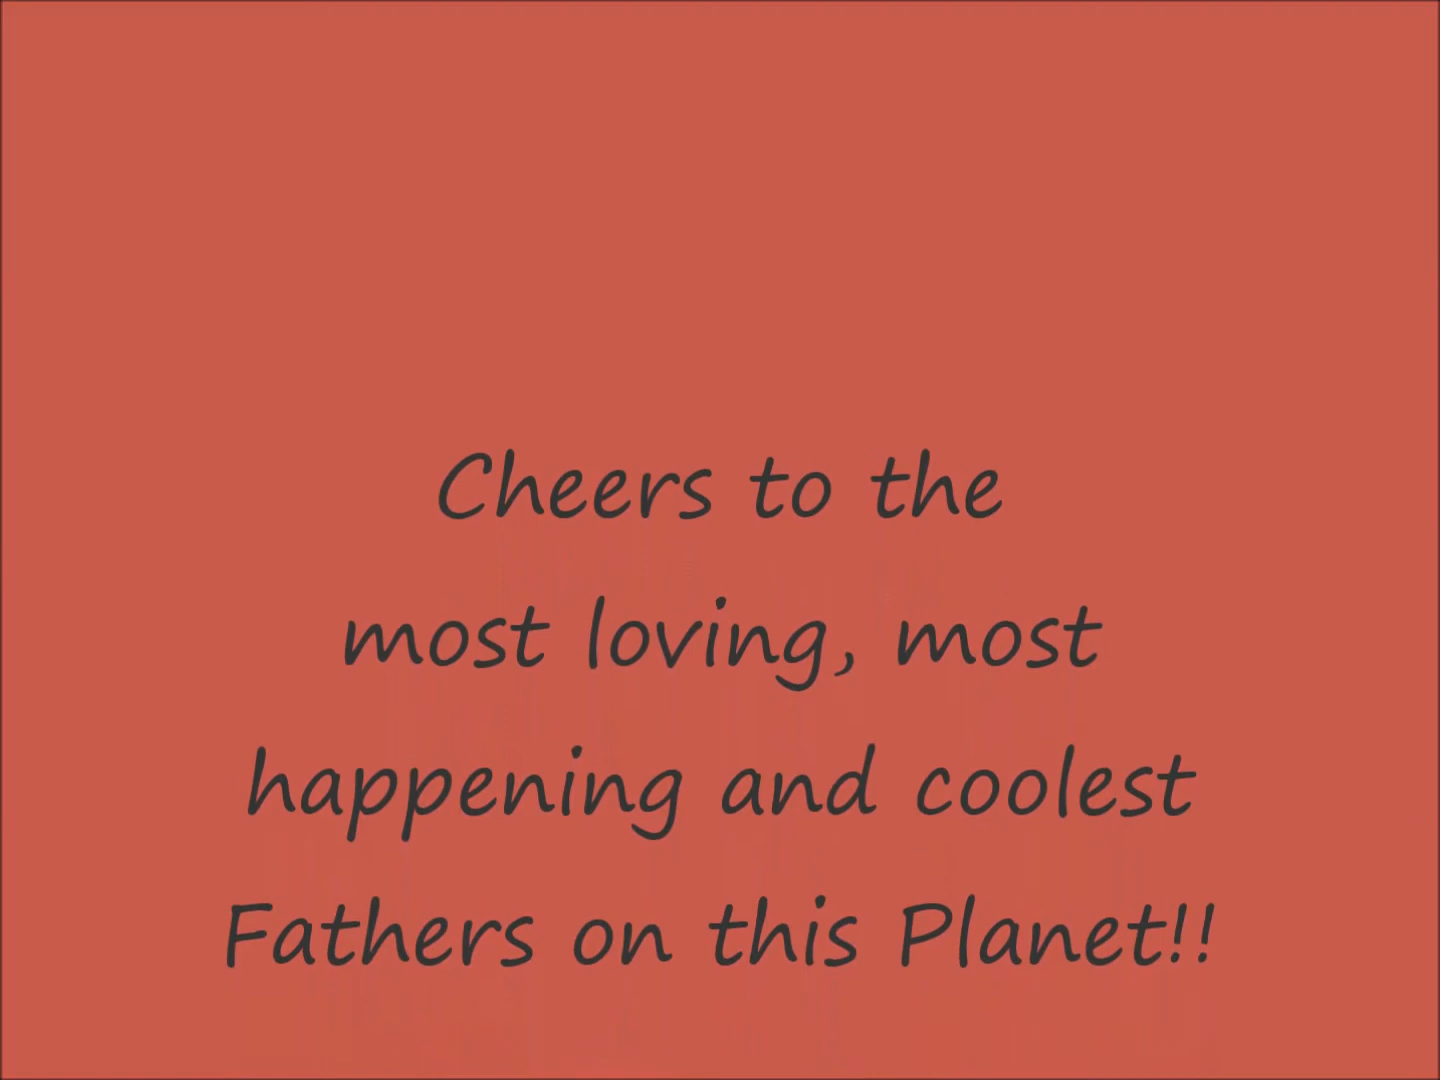 Cheers to the
most loving, most
happening and coolest
Fathers on this Planet!!